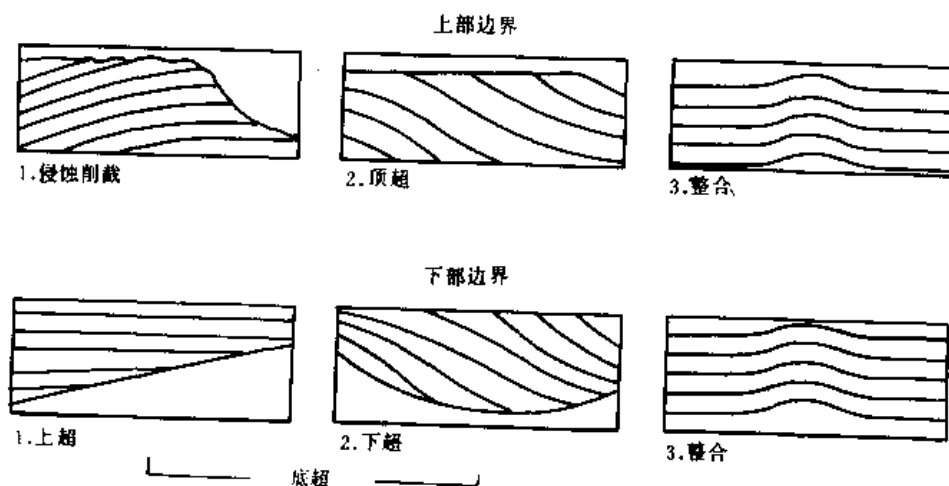 上部边界
1.侵蚀削截
2.顶超
3.整合
下部边界
1.上超
2.下超
3.整合
底超